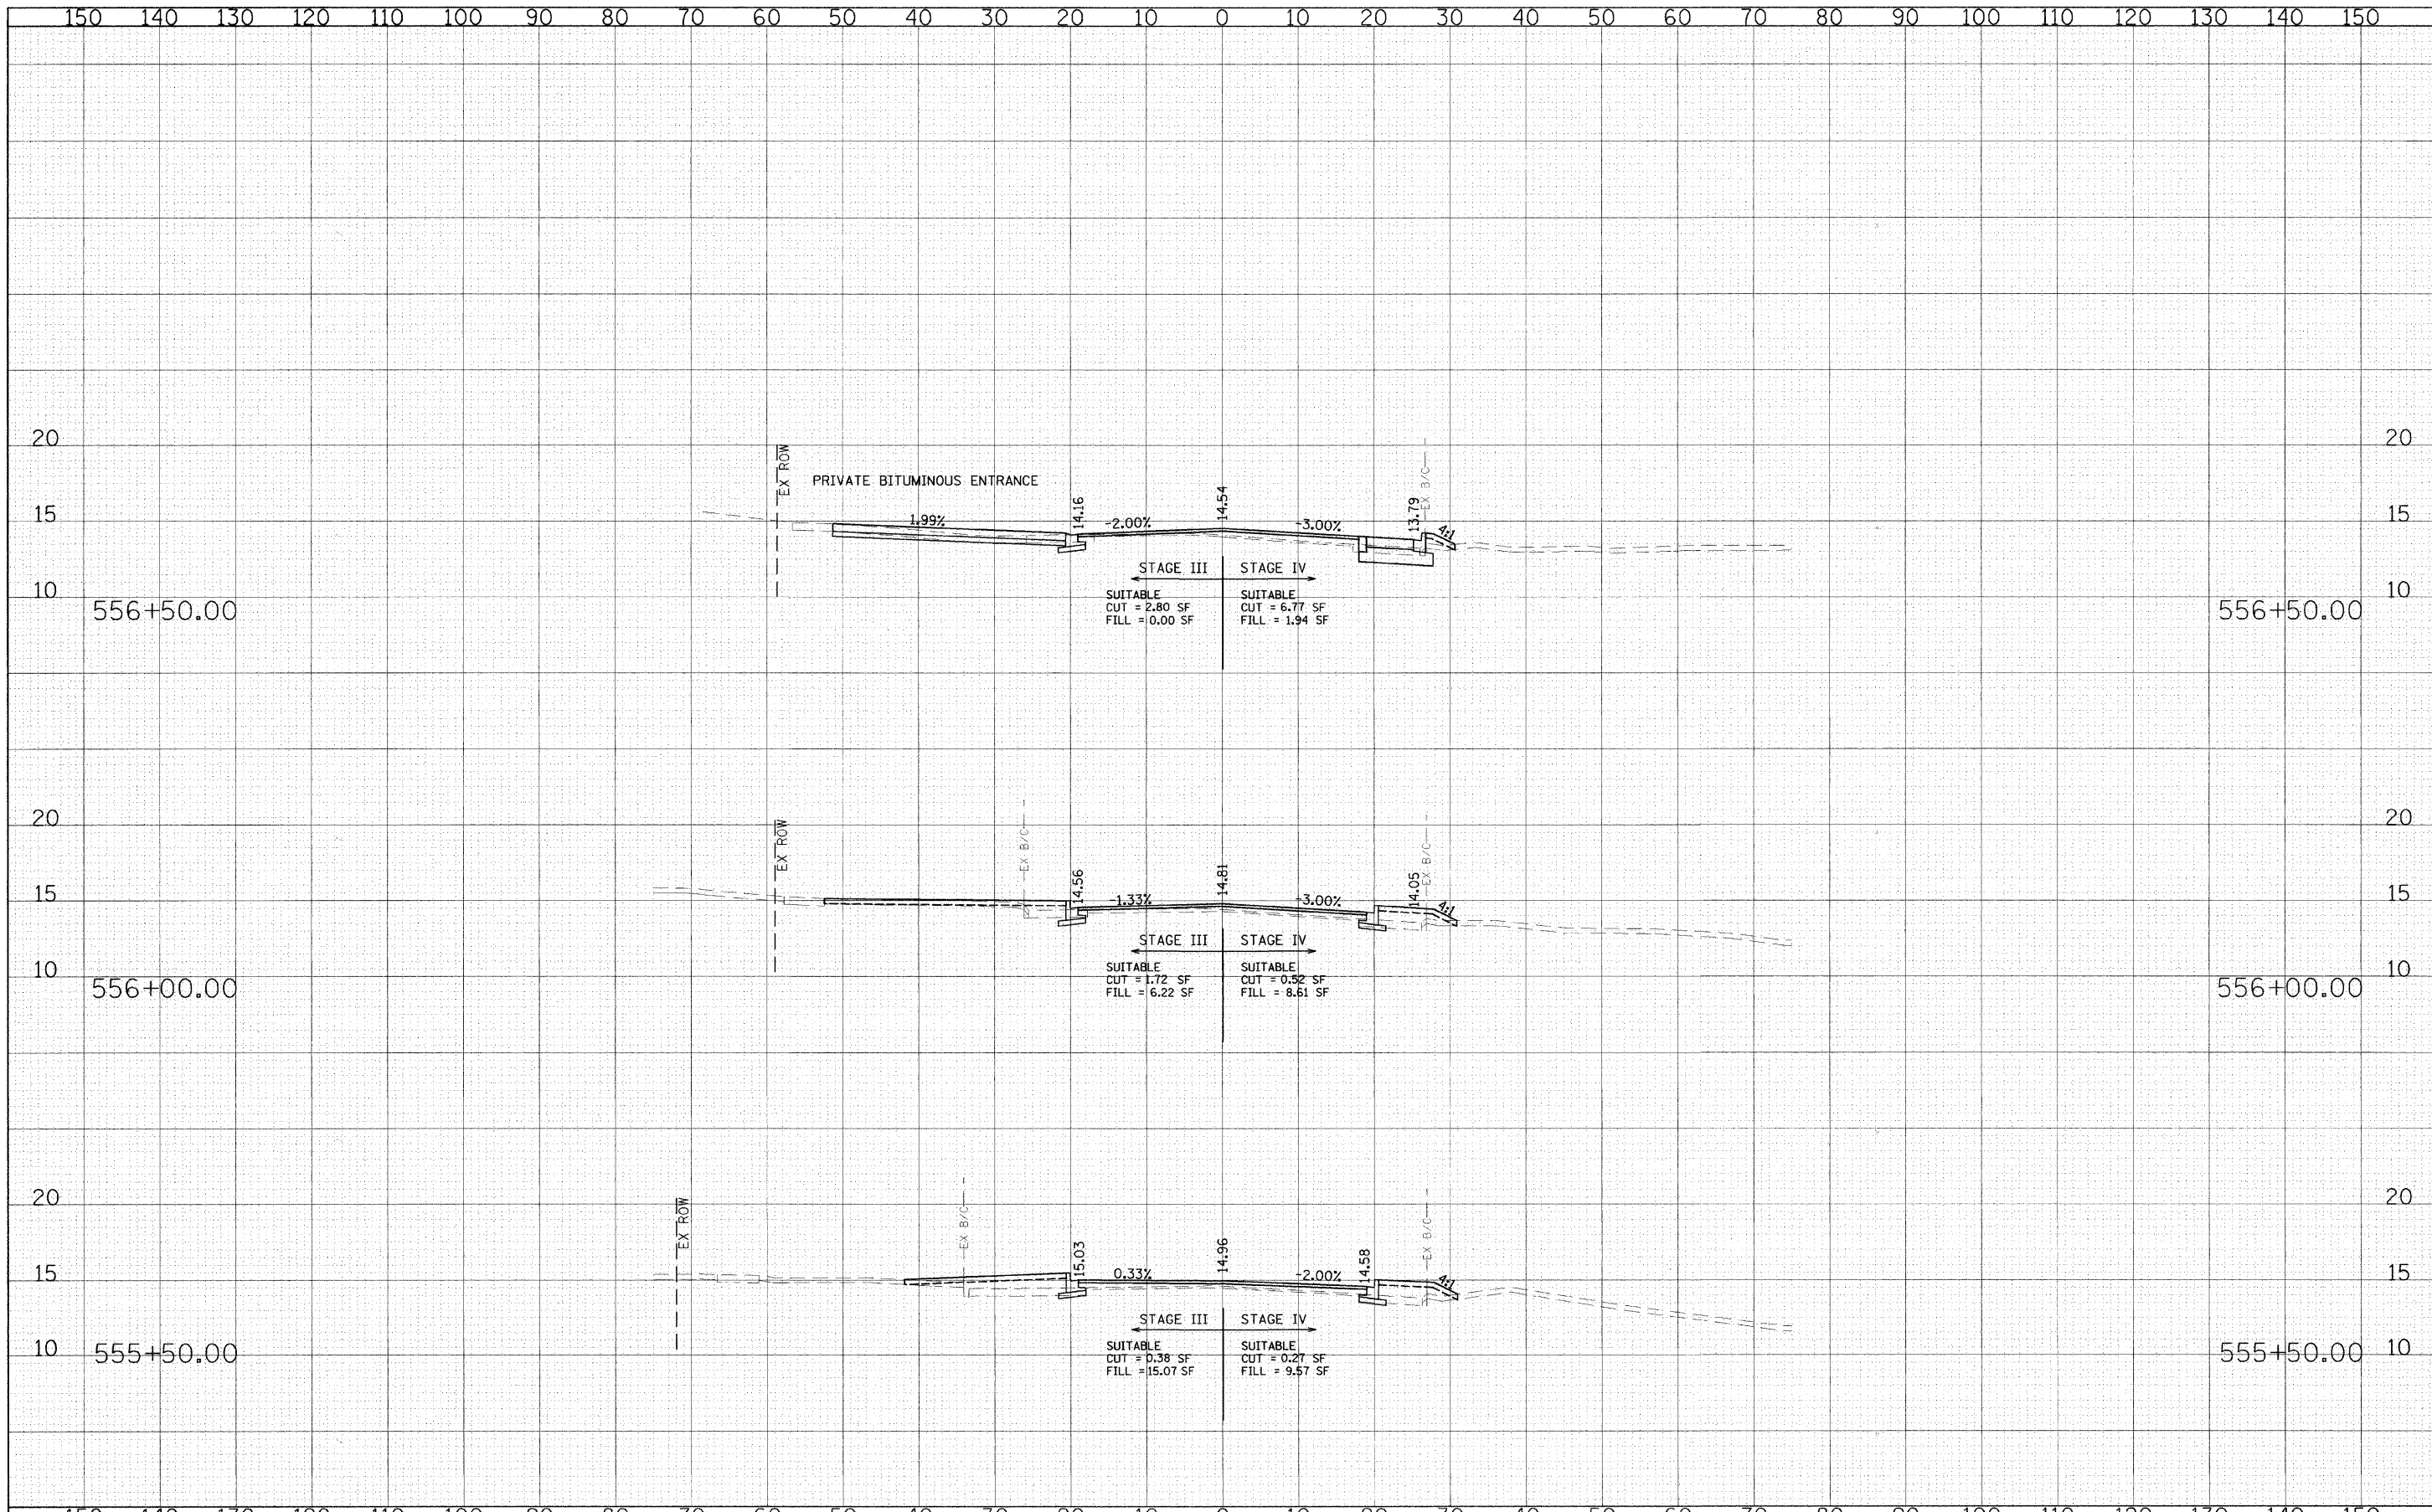 150 140 130 120 110 100 90 80 70 60 50 40 30 20 10 0 10 20 30 40 50 60 70 80 90 100 110 120 130 140 150
20 20
EX ROW
PRIVATE BITUMINOUS ENTRANCE
EX B/C
1.99% 14.16 -2.00% 14.54 -3.00% 13.79 4:1
15 15
STAGE III STAGE IV
10 10
556+50.00 556+50.00
SUITABLE SUITABLE
CUT = 2.80 SF CUT = 6.77 SF
FILL = 0.00 SF FILL = 1.94 SF
20 20
EX ROW EX B/C EX B/C
14.56 -1.33% 14.81 -3.00% 14.05 4:1
15 15
STAGE III STAGE IV
10 10
556+00.00 556+00.00
SUITABLE SUITABLE
CUT = 1.72 SF CUT = 0.52 SF
FILL = 6.22 SF FILL = 8.61 SF
20 20
EX ROW EX B/C EX B/C
15.03 0.33% 14.96 -2.00% 14.58 4:1
15 15
STAGE III STAGE IV
10 555+50.00 555+50.00 10
SUITABLE SUITABLE
CUT = 0.38 SF CUT = 0.27 SF
FILL = 15.07 SF FILL = 9.57 SF